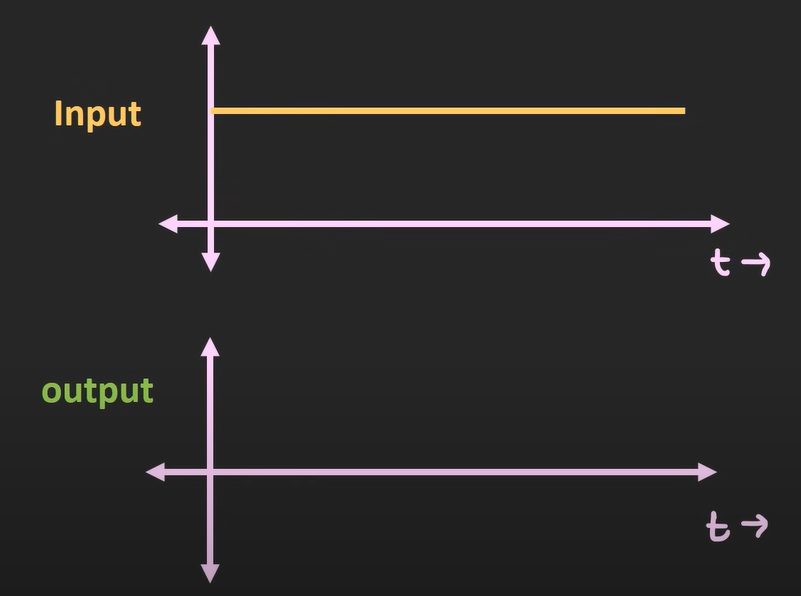 Input
t →
output
t →